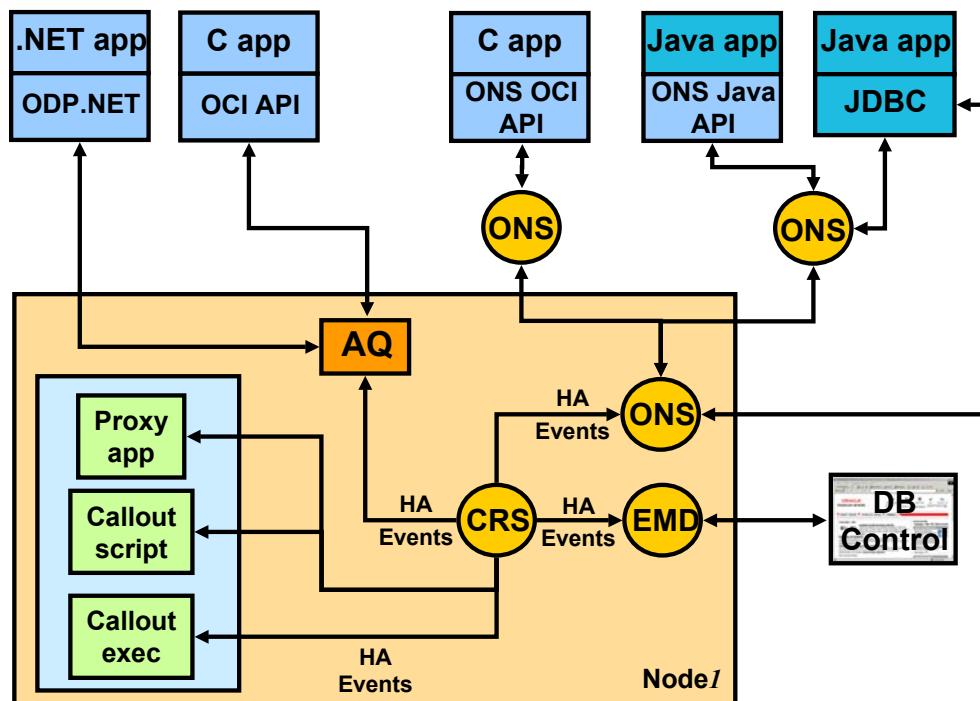 .NET app
C app
C app
Java app
Java app
ODP.NET
OCI API
ONS OCI
API
ONS Java
API
JDBC
ONS
ONS
AQ
Proxy
app
HA
Events
ONS
Callout
script
HA
Events
CRS
HA
Events
EMD
DB
Control
Callout
exec
HA
Events
Node1